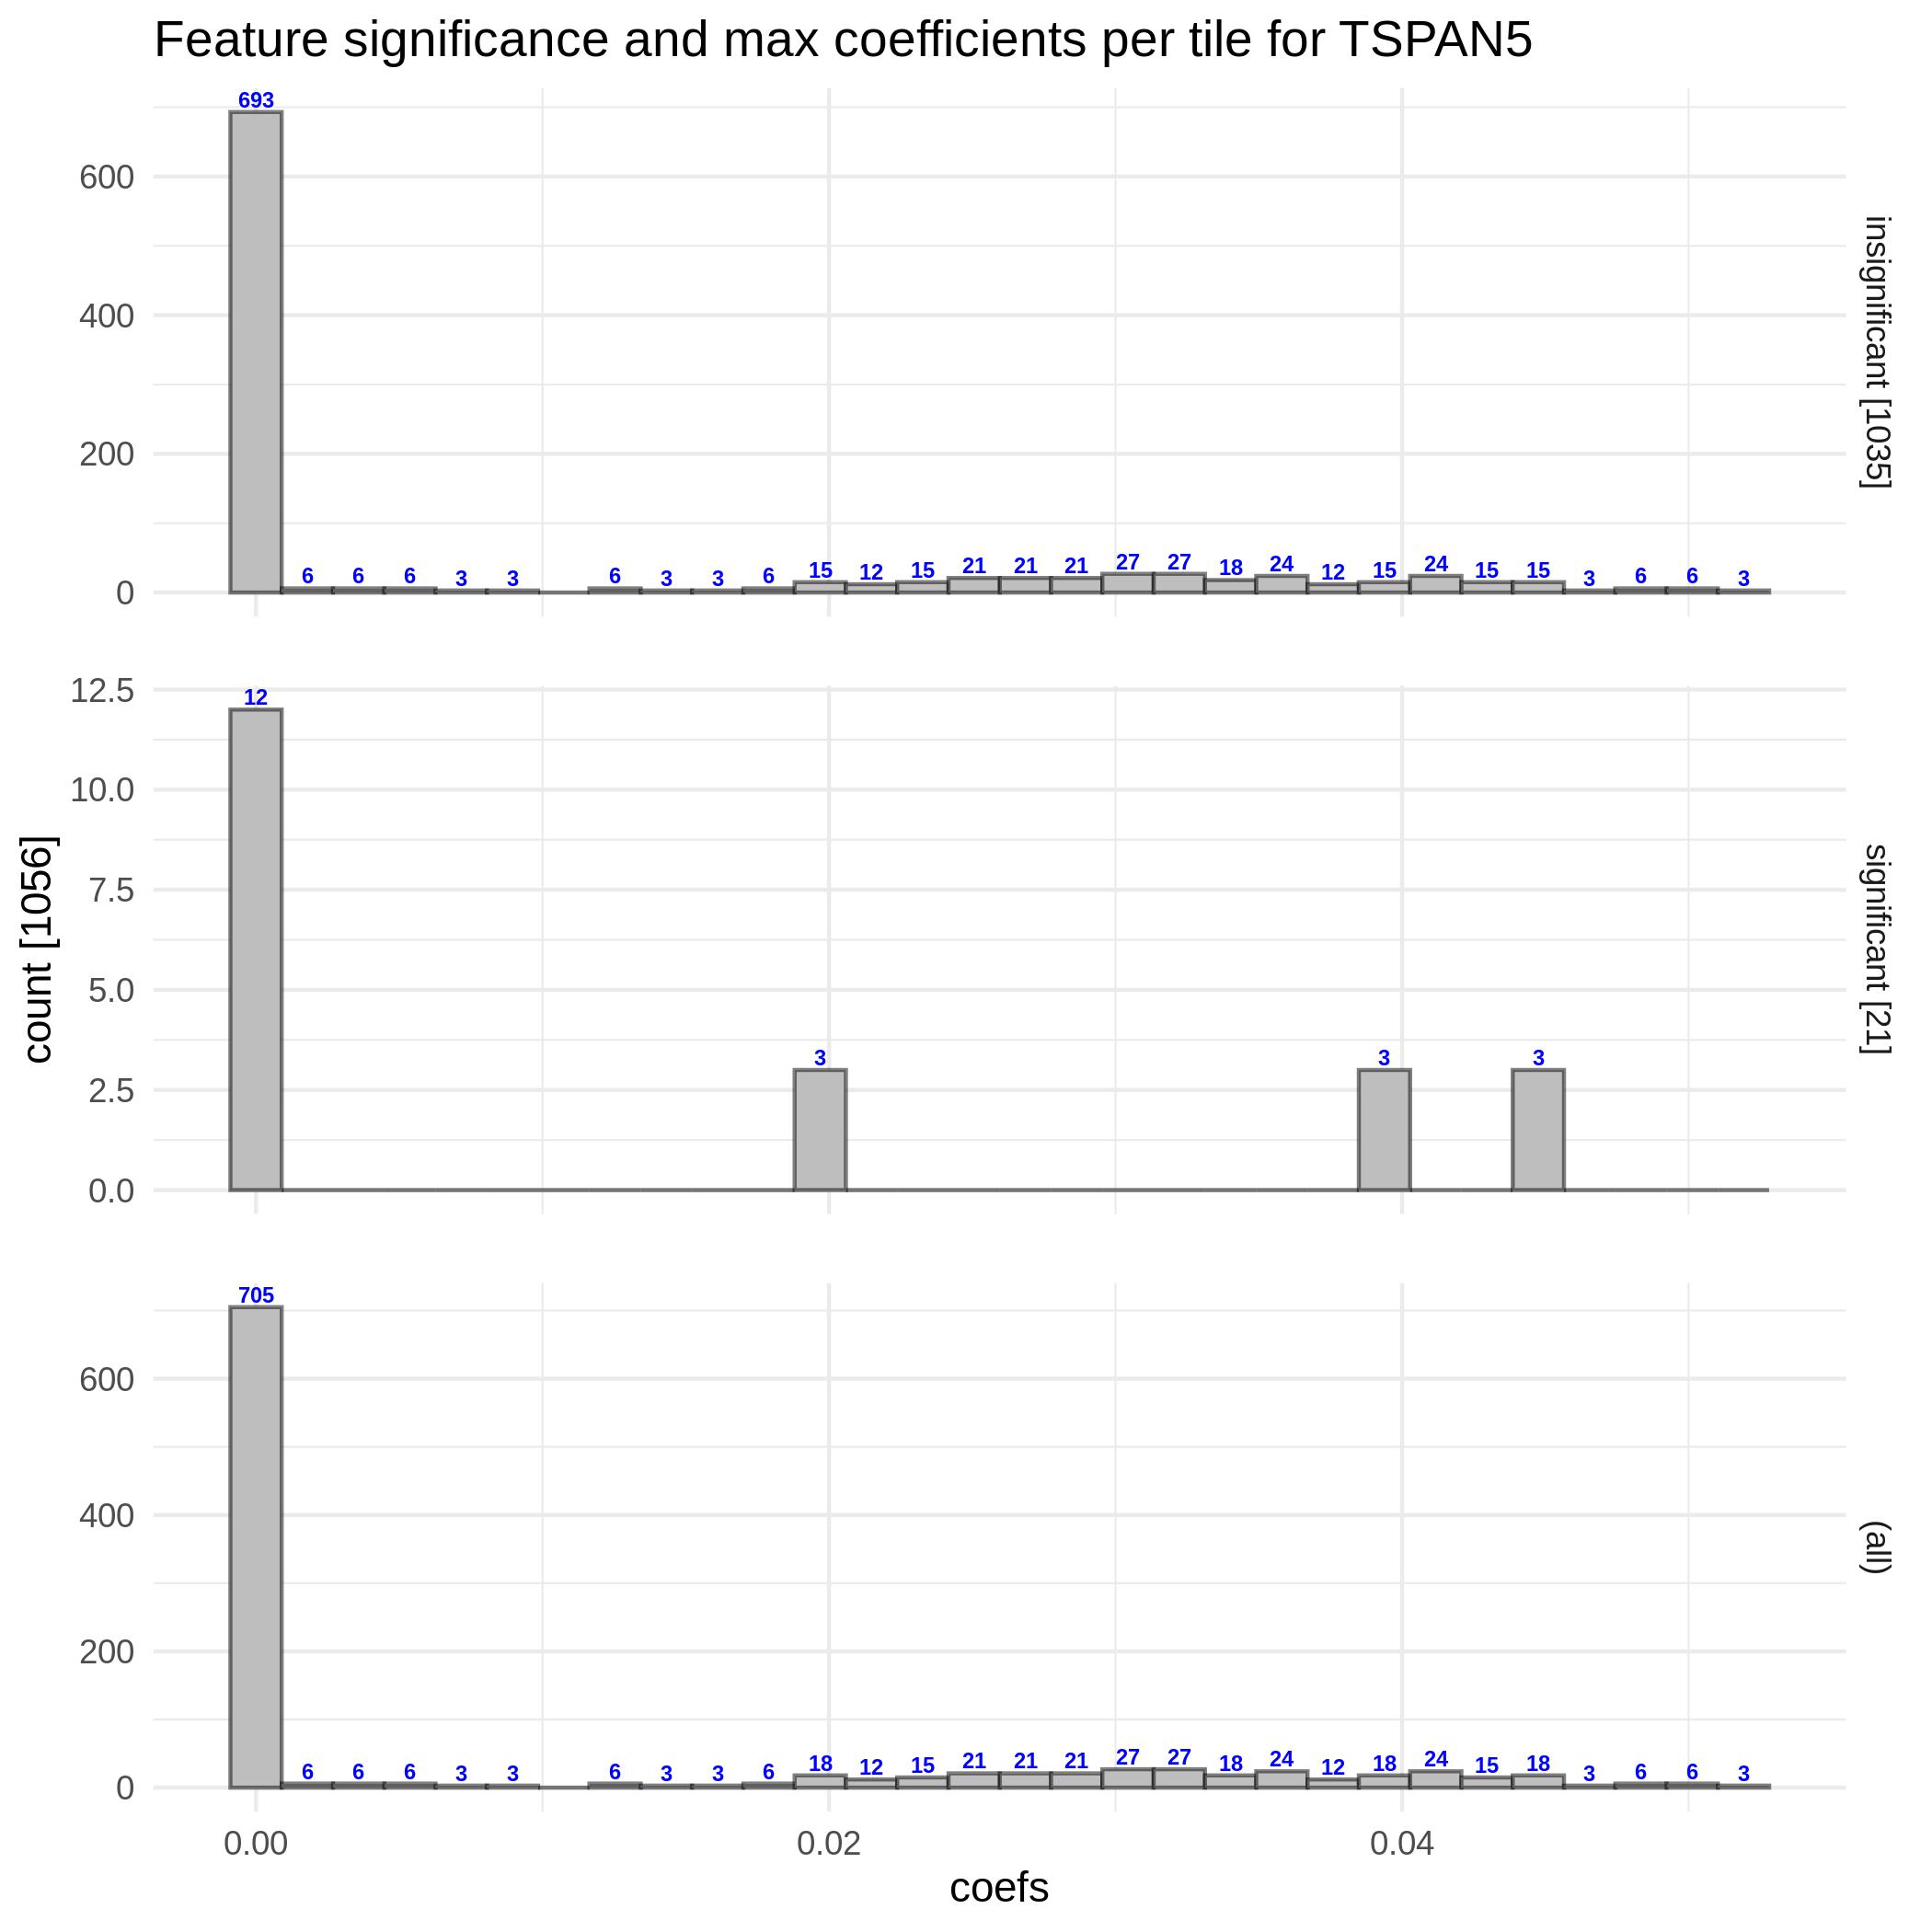 Feature significance and max coefficients per tile for TSPAN5
693
600
400
200
0
6 6 6 3 3 6 3 3 6 15 12 15 21 21 21 27 27 18 24 12 15 24 15 15 3 6 6 3
insignificant [1035]
12.5
10.0
7.5
5.0
2.5
0.0
12
3 3 3
significant [21]
count [1056]
705
600
400
200
0
6 6 6 3 3 6 3 3 6 18 12 15 21 21 21 27 27 18 24 12 18 24 15 18 3 6 6 3
(all)
0.00 0.02 0.04
coefs